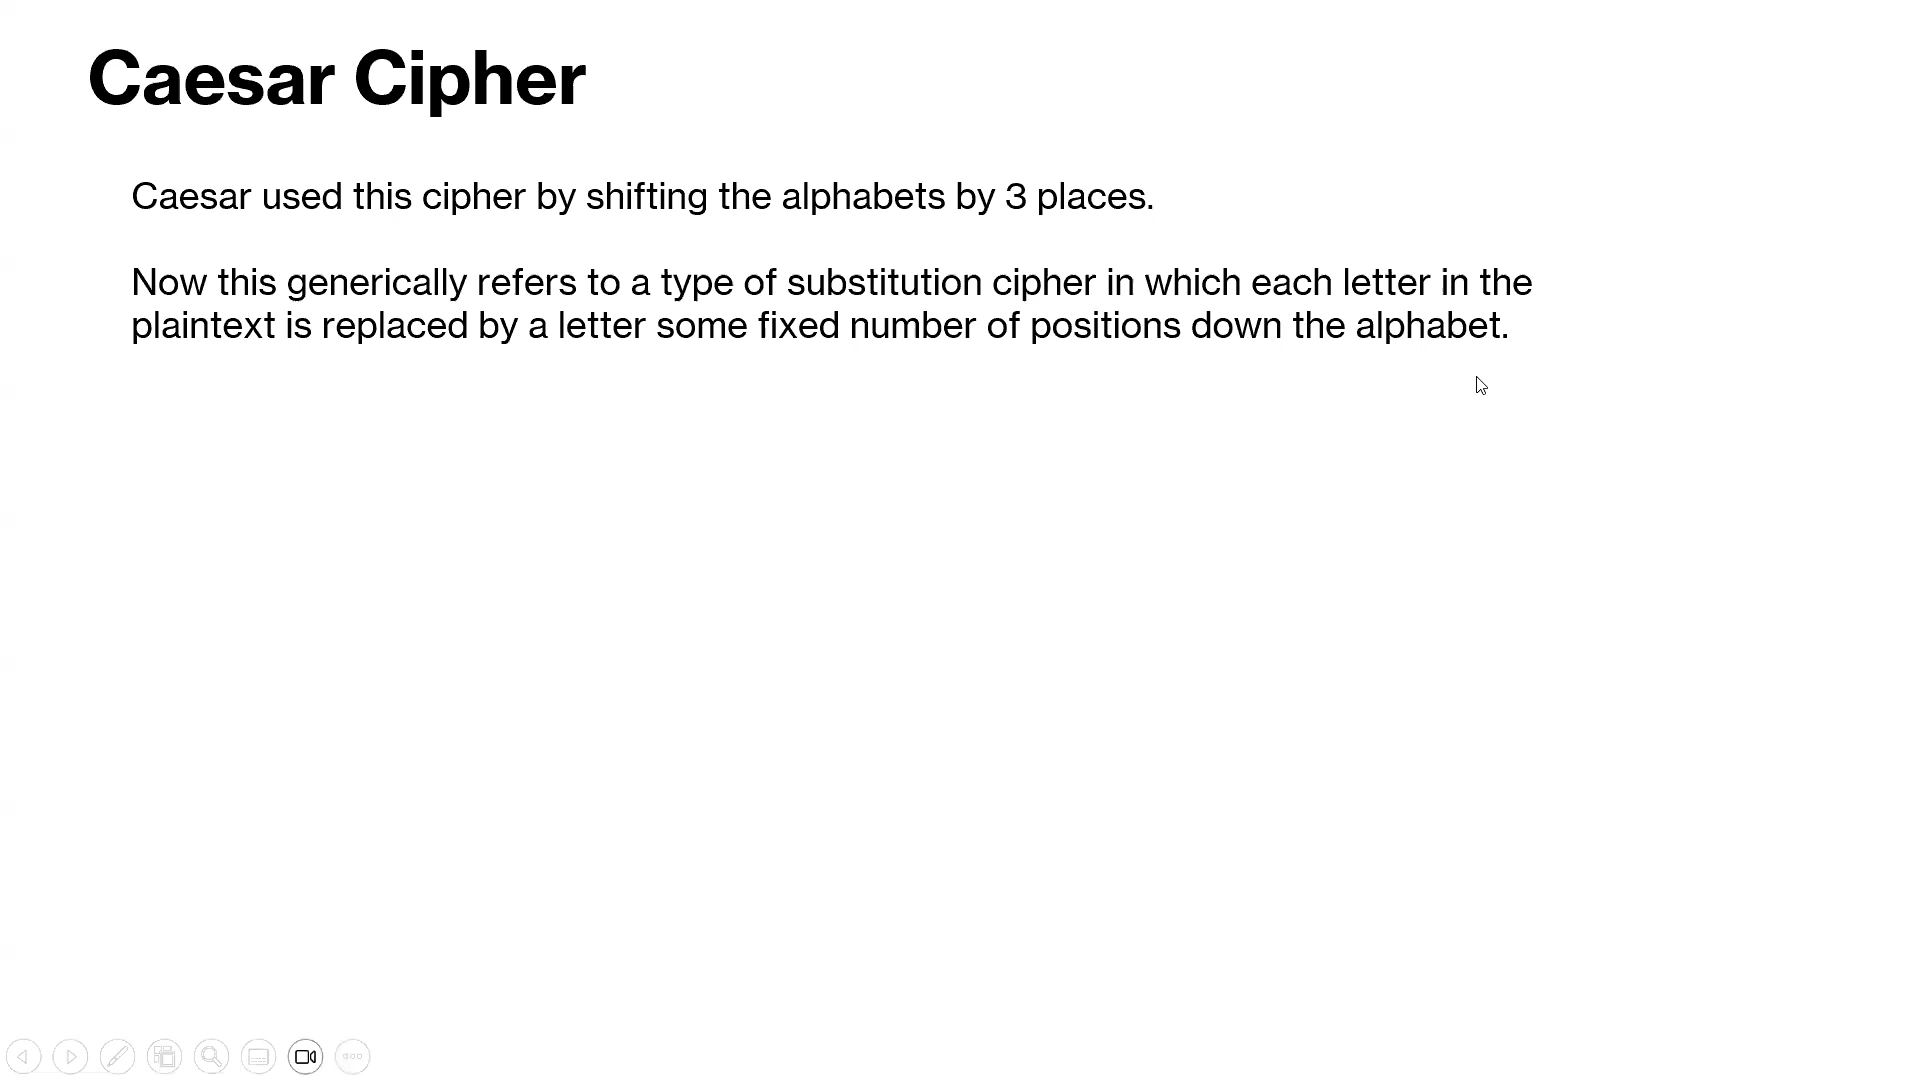 Caesar Cipher
Caesar used this cipher by shifting the alphabets by 3 places.
Now this generically refers to a type of substitution cipher in which each letter in the
plaintext is replaced by a letter some fixed number of positions down the alphabet.